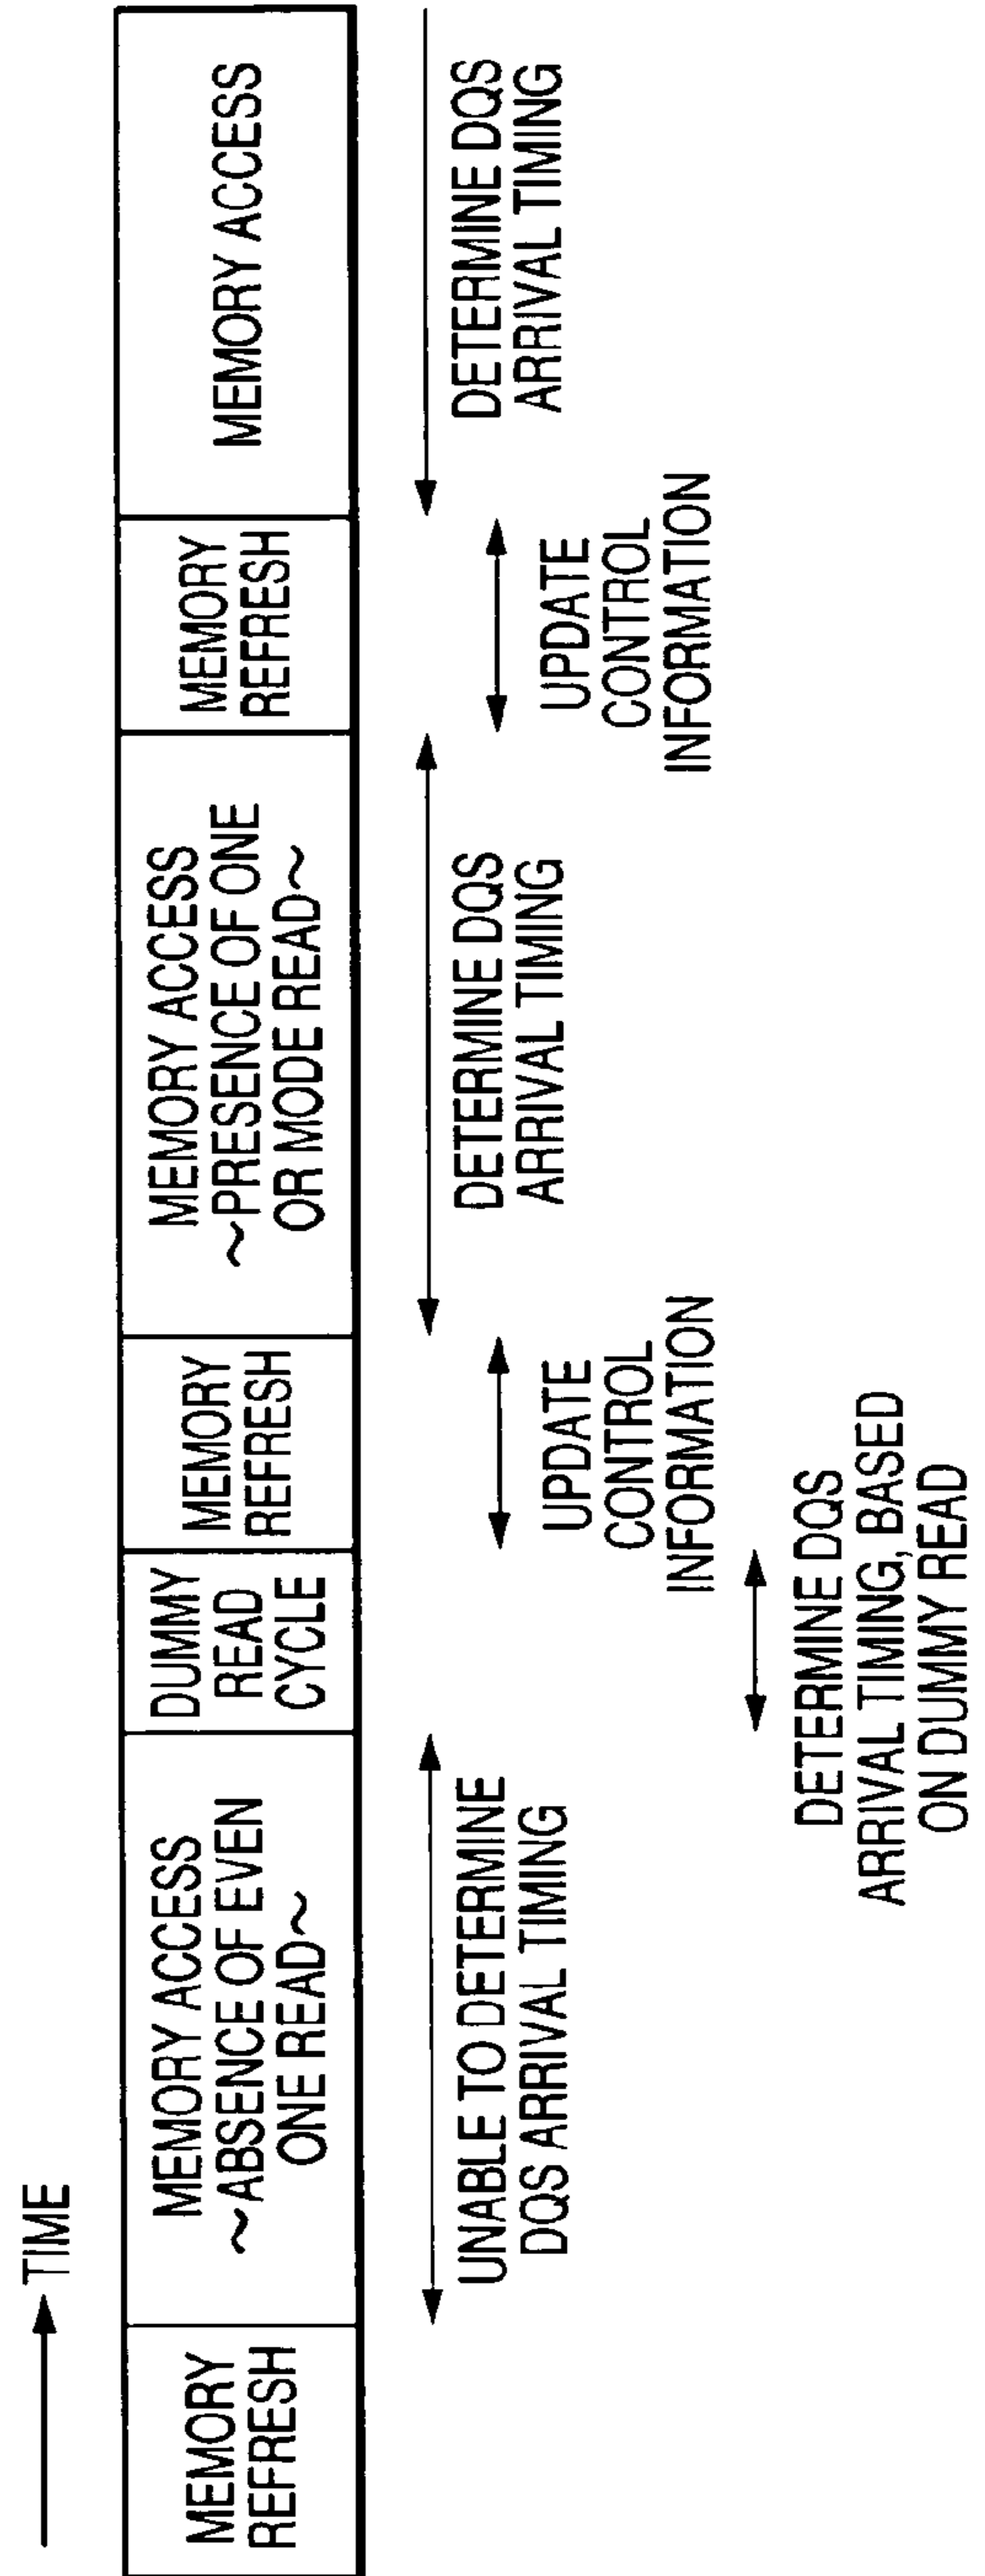 TIME
MEMORY
REFRESH
MEMORY ACCESS
~ABSENCE OF EVEN
ONE READ~
DUMMY
READ
CYCLE
MEMORY
REFRESH
MEMORY ACCESS
~PRESENCE OF ONE
OR MODE READ~
MEMORY
REFRESH
MEMORY ACCESS
UNABLE TO DETERMINE
DQS ARRIVAL TIMING
DETERMINE DQS
ARRIVAL TIMING, BASED
ON DUMMY READ
UPDATE
CONTROL
INFORMATION
DETERMINE DQS
ARRIVAL TIMING
UPDATE
CONTROL
INFORMATION
DETERMINE DQS
ARRIVAL TIMING